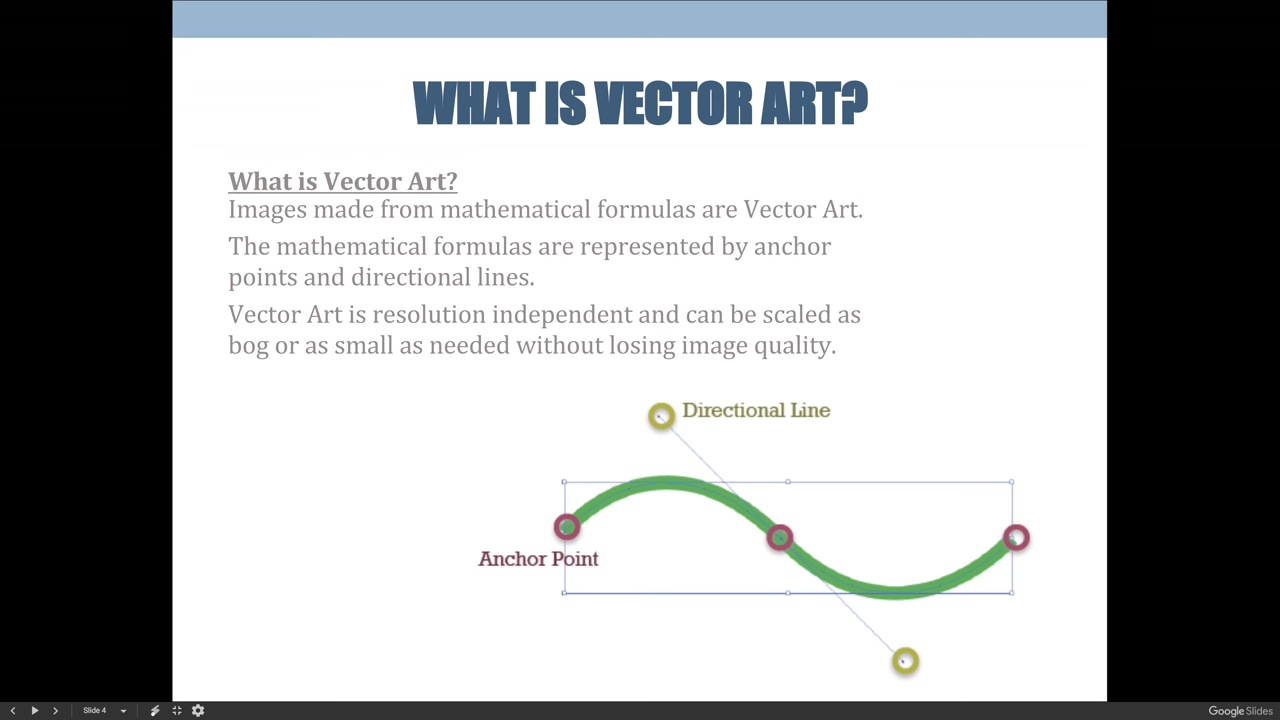 WHAT IS VECTOR ART?
What is Vector Art?
Images made from mathematical formulas are Vector Art.
The mathematical formulas are represented by anchor
points and directional lines.
Vector Art is resolution independent and can be scaled as
bog or as small as needed without losing image quality.
Directional Line
Anchor Point
Slide 4
Google Slides